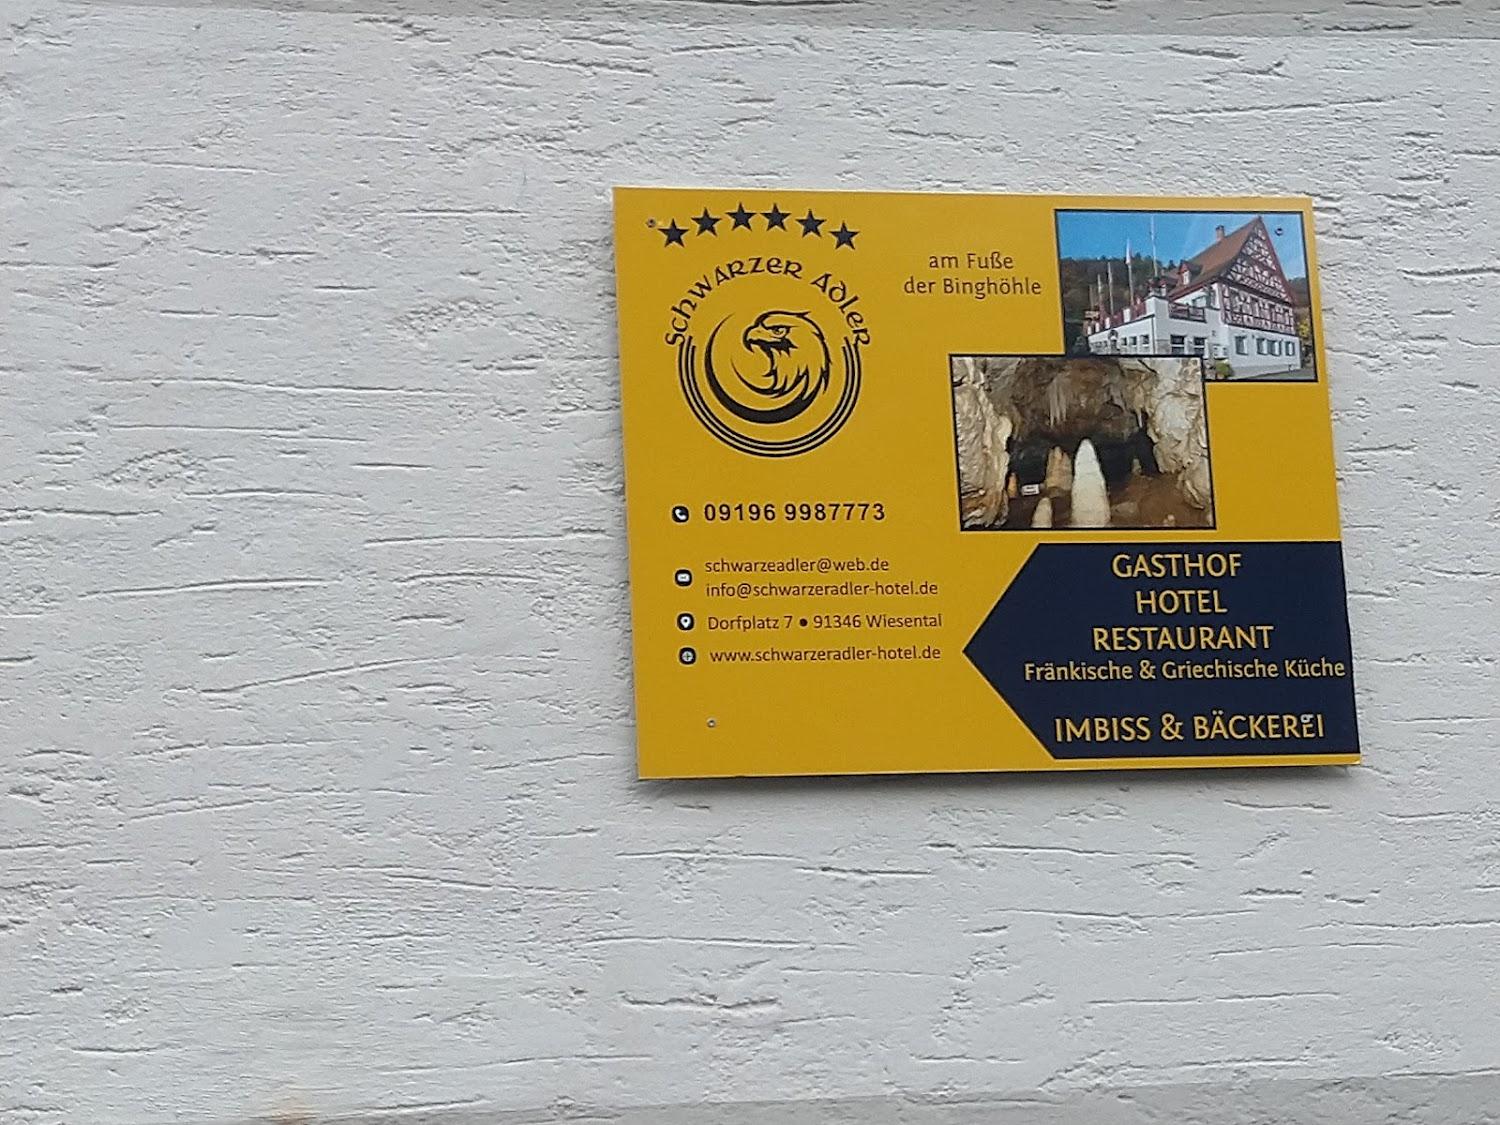 SCHWARZER ADLER
am Fuße
der Binghöhle
09196 9987773
schwarzeadler@web.de
info@schwarzeradler-hotel.de
Dorfplatz 7 • 91346 Wiesental
www.schwarzeradler-hotel.de
GASTHOF
HOTEL
RESTAURANT
Fränkische & Griechische Küche
IMBISS & BÄCKEREI